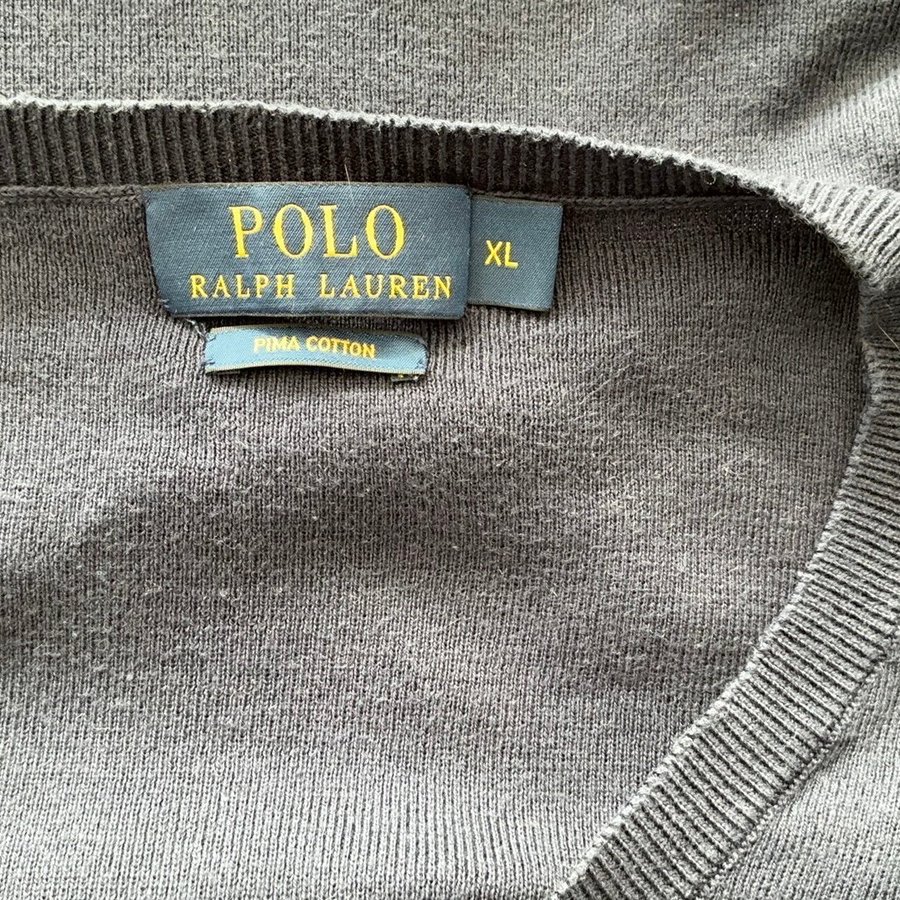 POLO
RALPH LAUREN
XL
PIMA COTTON